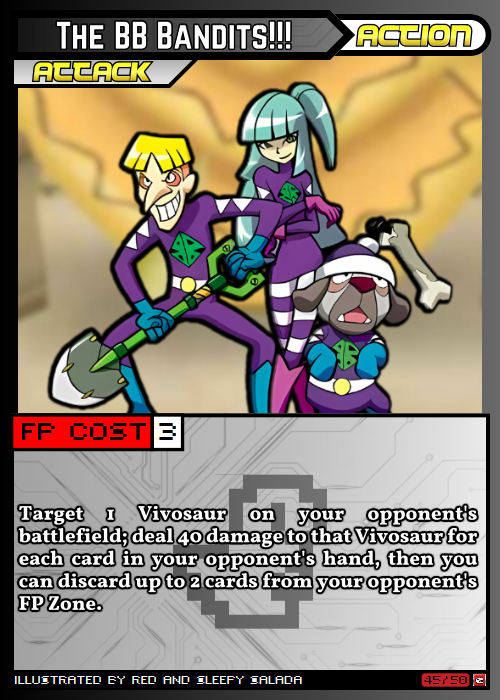 The BB Bandits!!!
ACTION
ATTACK
FP COST 3
Target 1 Vivosaur on your opponent's
battlefield; deal 40 damage to that Vivosaur for
each card in your opponent's hand, then you
can discard up to 2 cards from your opponent's
FP Zone.
ILLUSTRATED BY RED AND SLEEPY SALADA
45/50